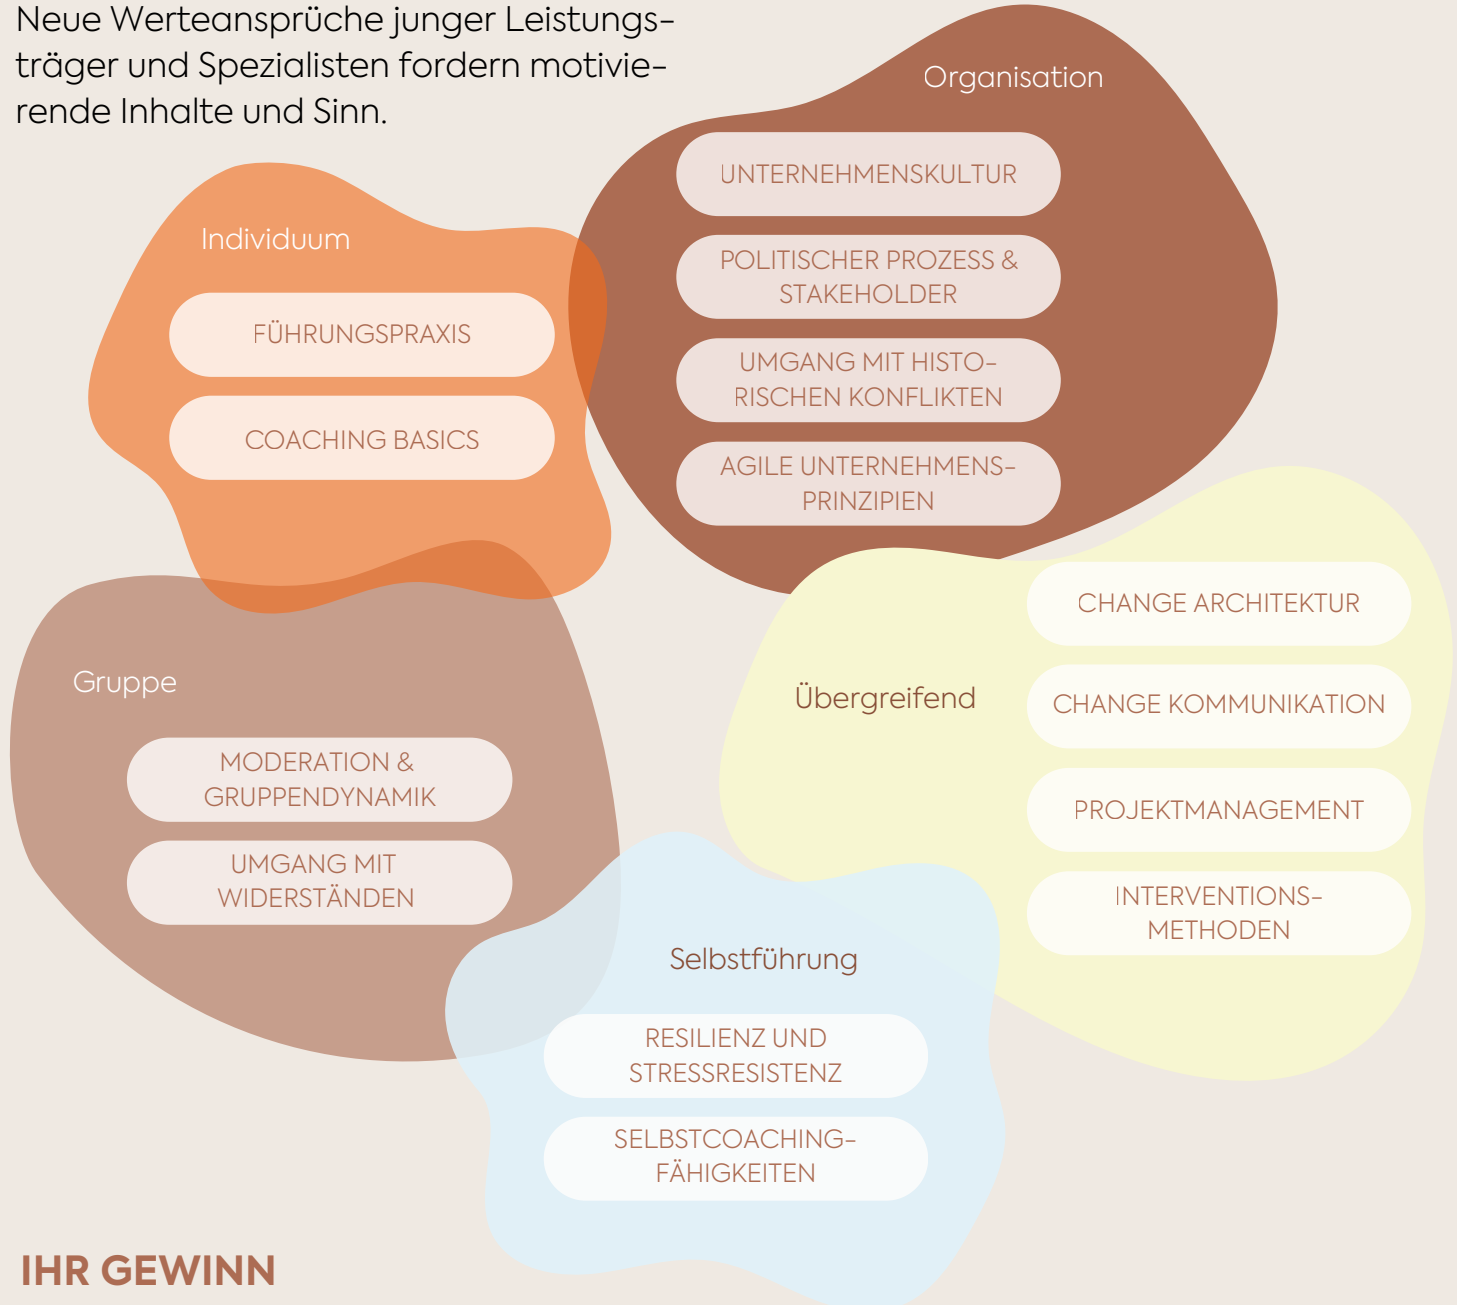 Neue Werteansprüche junger Leistungs-
träger und Spezialisten fordern motivie-
rende Inhalte und Sinn.
Organisation
UNTERNEHMENSKULTUR
POLITISCHER PROZESS &
STAKEHOLDER
UMGANG MIT HISTO-
RISCHEN KONFLIKTEN
AGILE UNTERNEHMENS-
PRINZIPIEN
Individuum
FÜHRUNGSPRAXIS
COACHING BASICS
Übergreifend
CHANGE ARCHITEKTUR
CHANGE KOMMUNIKATION
PROJEKTMANAGEMENT
INTERVENTIONS-
METHODEN
Gruppe
MODERATION &
GRUPPENDYNAMIK
UMGANG MIT
WIDERSTÄNDEN
Selbstführung
RESILIENZ UND
STRESSRESISTENZ
SELBSTCOACHING-
FÄHIGKEITEN
IHR GEWINN